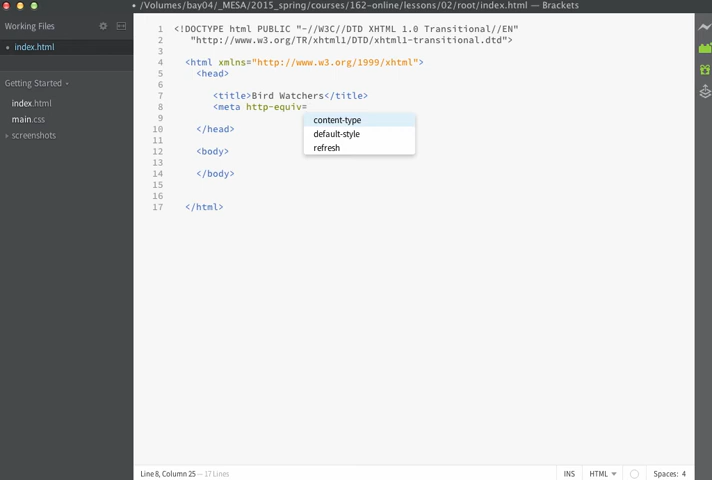 • /Volumes/bay04/_MESA/2015_spring/courses/162-online/lessons/02/root/index.html — Brackets
Working Files
• index.html
Getting Started
index.html
main.css
screenshots
1 <!DOCTYPE html PUBLIC "-//W3C//DTD XHTML 1.0 Transitional//EN"
2 "http://www.w3.org/TR/xhtml1/DTD/xhtml1-transitional.dtd">
3
4 <html xmlns="http://www.w3.org/1999/xhtml">
5 <head>
6
7 <title>Bird Watchers</title>
8 <meta http-equiv=
content-type
default-style
refresh
9
10 </head>
11
12 <body>
13
14 </body>
15
16
17 </html>
Line 8, Column 25 — 17 Lines
INS
HTML
Spaces: 4